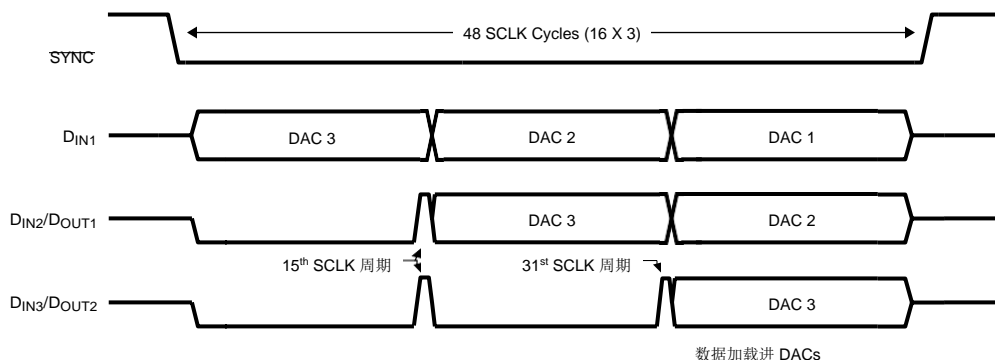 48 SCLK Cycles (16 X 3)
SYNC
DIN1
DAC 3
DAC 2
DAC 1
DIN2/DOUT1
DAC 3
DAC 2
15th SCLK 周期
31st SCLK 周期
DIN3/DOUT2
DAC 3
数据加载进 DACs